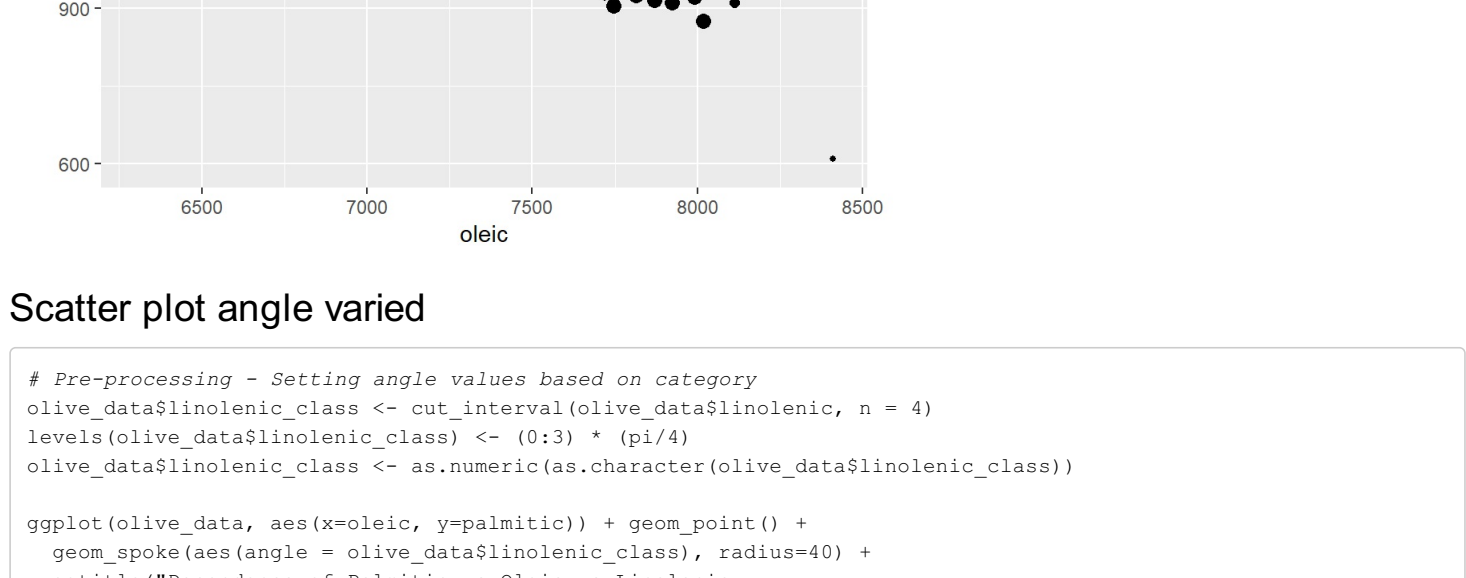 900
600
6500 7000 7500 8000 8500
oleic
Scatter plot angle varied
# Pre-processing - Setting angle values based on category
olive_data$linolenic_class <- cut_interval(olive_data$linolenic, n = 4)
levels(olive_data$linolenic_class) <- (0:3) * (pi/4)
olive_data$linolenic_class <- as.numeric(as.character(olive_data$linolenic_class))
ggplot(olive_data, aes(x=oleic, y=palmitic)) + geom_point() +
geom_spoke(aes(angle = olive_data$linolenic_class), radius=40) +